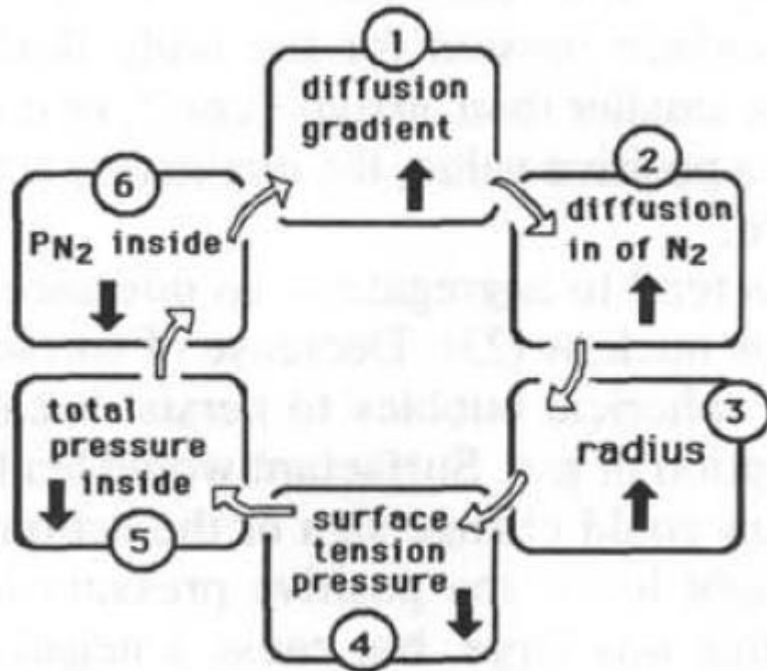 1
diffusion
gradient
2
diffusion
in of N₂
3
radius
4
surface
tension
pressure
5
total
pressure
inside
6
PN₂ inside